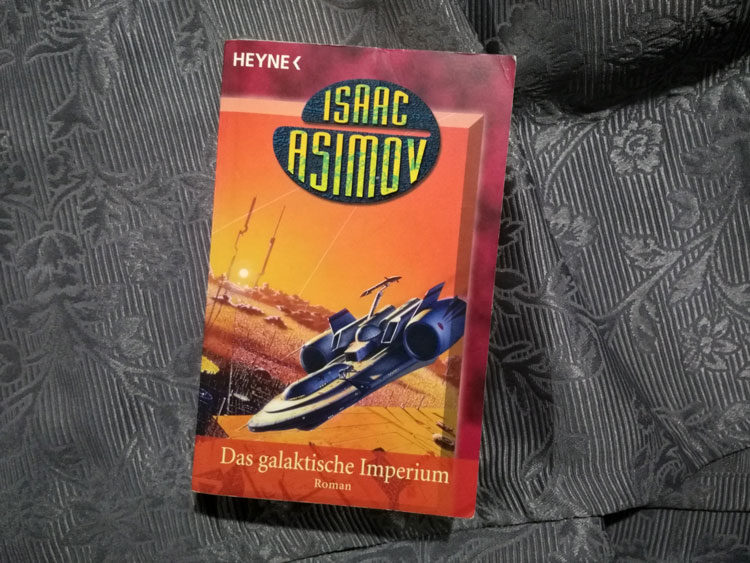 HEYNE<
ISAAC
ASIMOV
Das galaktische Imperium
Roman